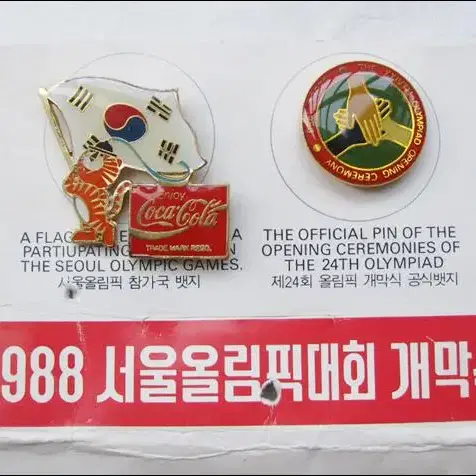 enjoy
Coca-Cola
TRADE MARK REGD.
THE XXIV OLYMPIAD OPENING CEREMONY
A FLAG
PARTIUPATING
THE SEOUL OLYMPIC GAMES.
서울올림픽 참가국 뱃지
THE OFFICIAL PIN OF THE
OPENING CEREMONIES OF
THE 24TH OLYMPIAD
제24회 올림픽 개막식 공식뱃지
988 서울올림픽대회 개막